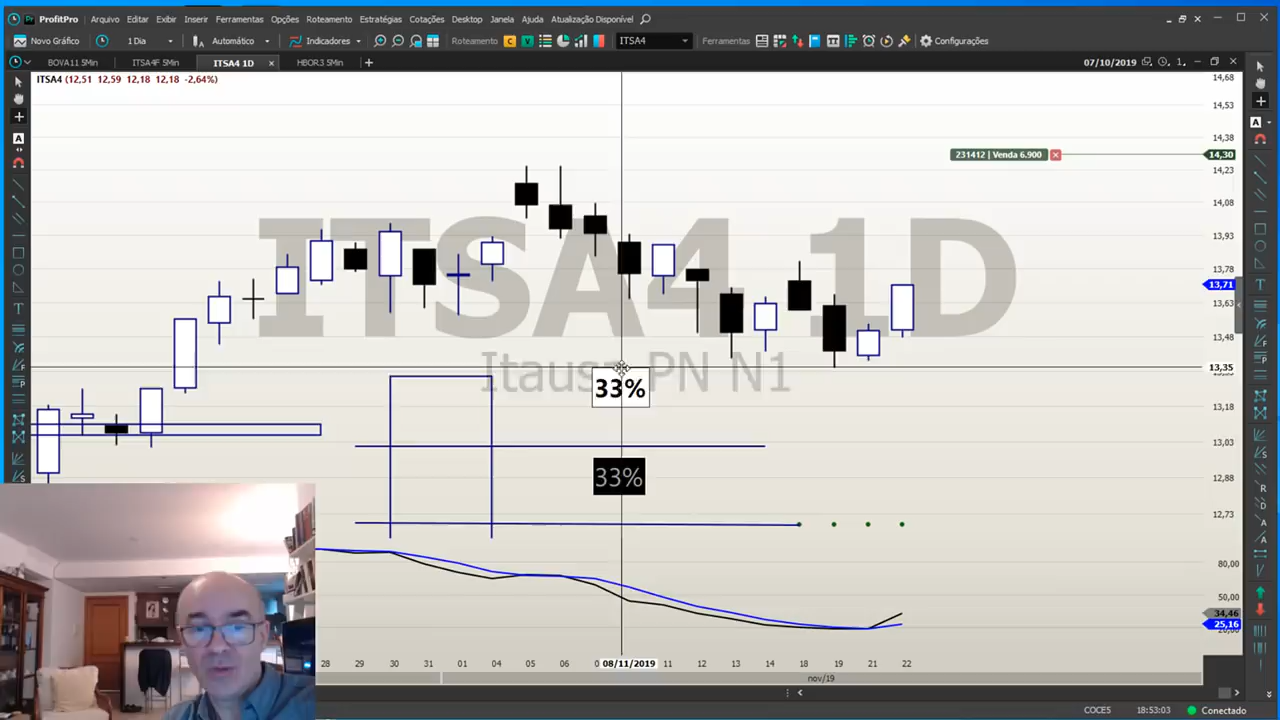 ProfitPro Arquivo Editar Exibir Inserir Ferramentas Opções Roteamento Estratégias Cotações Desktop Janela Ajuda Atualização Disponível
Novo Gráfico 1 Dia Automático Indicadores Roteamento ITSA4 Ferramentas Configurações
BOVA11 5Min ITSA4F 5Min ITSA4 1D HBOR3 5Min 07/10/2019
ITSA4 (12,51 12,59 12,18 12,18 -2,64%)
14,68
14,53
14,38
231412 | Venda 6.900 14,30
14,23
14,08
13,93
13,78
13,71
13,63
13,48
13,35
13,18
13,03
12,88
12,73
ITSA4 1D
Itausa PN N1
33%
33%
80,00
50,00
34,46
25,16
28 29 30 31 01 04 05 06 08/11/2019 11 12 13 14 18 19 21 22
nov/19
COCE5 18:53:03 Conectado